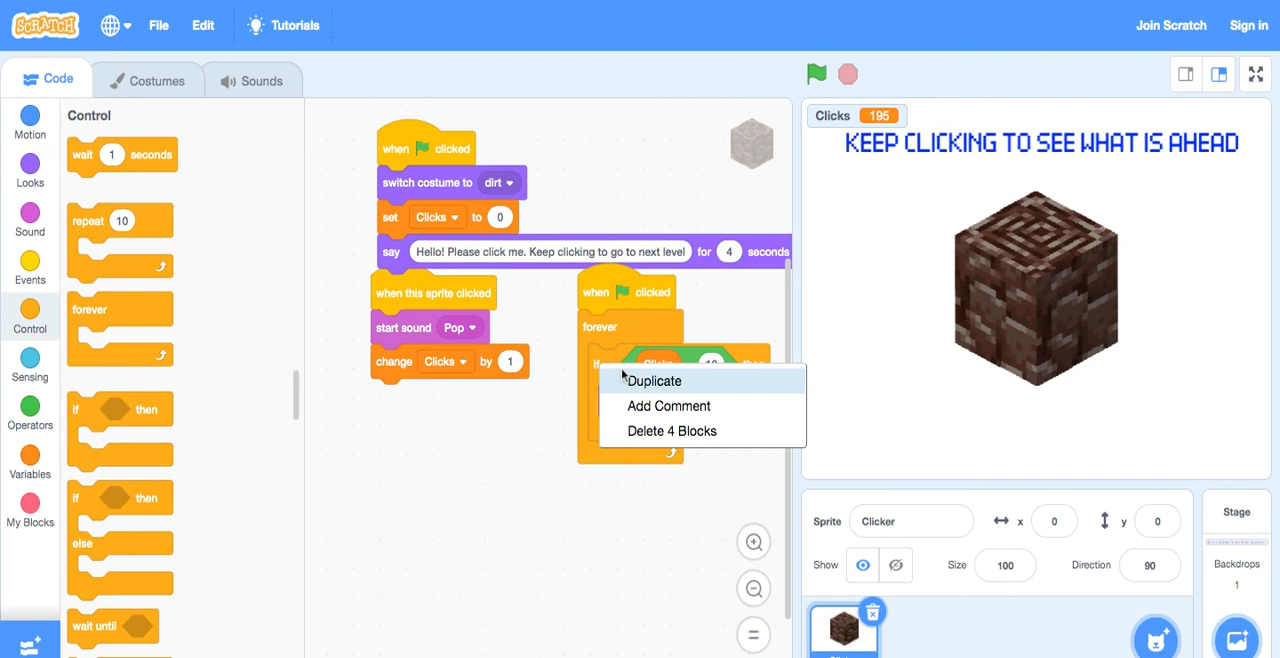 SCRATCH File Edit Tutorials Join Scratch Sign in
Code Costumes Sounds
Motion
Looks
Sound
Events
Control
Sensing
Operators
Variables
My Blocks
Control
wait 1 seconds
repeat 10
forever
if then
if then
else
wait until
when clicked
switch costume to dirt
set Clicks to 0
say Hello! Please click me. Keep clicking to go to next level for 4 seconds
when this sprite clicked
start sound Pop
change Clicks by 1
when clicked
forever
Duplicate
Add Comment
Delete 4 Blocks
Clicks 195
KEEP CLICKING TO SEE WHAT IS AHEAD
Sprite Clicker x 0 y 0
Show Size 100 Direction 90
Stage
Backdrops
1